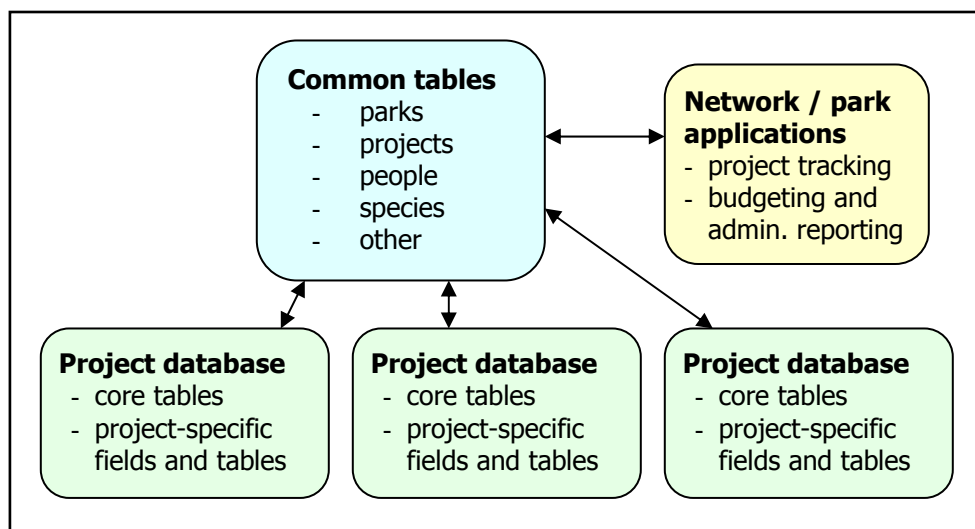 Common tables
- parks
- projects
- people
- species
- other
Network / park
applications
- project tracking
- budgeting and
admin. reporting
Project database
- core tables
- project-specific
fields and tables
Project database
- core tables
- project-specific
fields and tables
Project database
- core tables
- project-specific
fields and tables